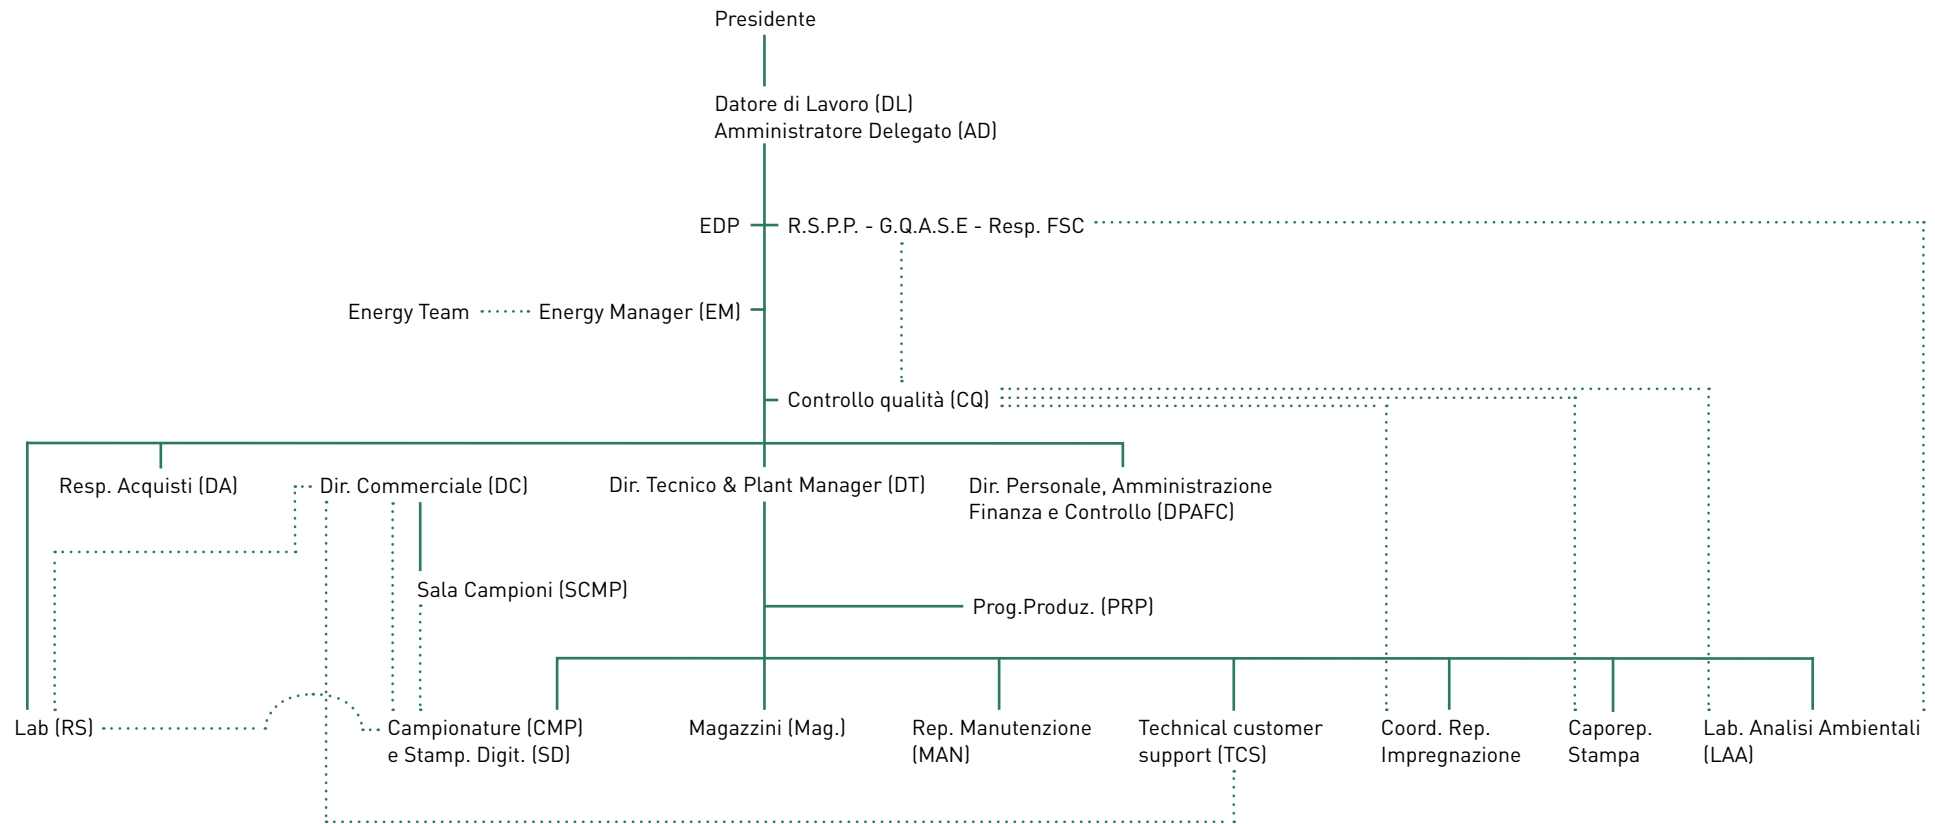 Presidente
Datore di Lavoro (DL)
Amministratore Delegato (AD)
EDP
R.S.P.P. - G.Q.A.S.E - Resp. FSC
Energy Team
Energy Manager (EM)
Controllo qualità (CQ)
Resp. Acquisti (DA)
Dir. Commerciale (DC)
Dir. Tecnico & Plant Manager (DT)
Dir. Personale, Amministrazione
Finanza e Controllo (DPAFC)
Sala Campioni (SCMP)
Prog.Produz. (PRP)
Lab (RS)
Campionature (CMP)
e Stamp. Digit. (SD)
Magazzini (Mag.)
Rep. Manutenzione
(MAN)
Technical customer
support (TCS)
Coord. Rep.
Impregnazione
Caporep.
Stampa
Lab. Analisi Ambientali
(LAA)